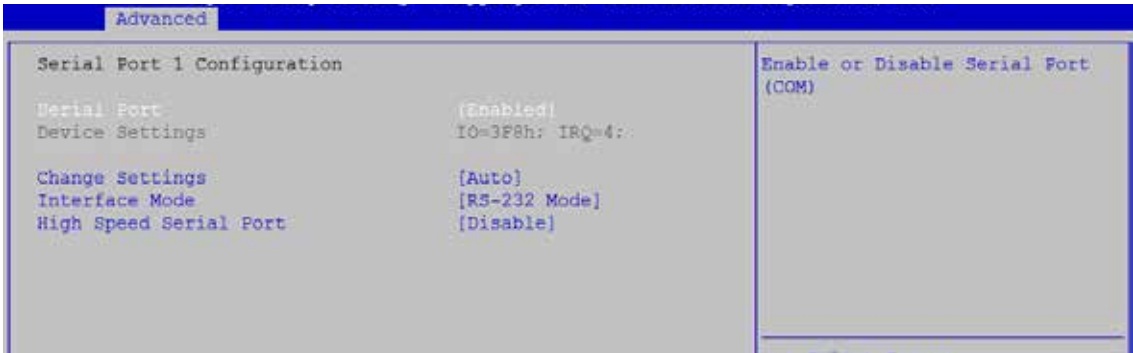 Advanced
Serial Port 1 Configuration
Serial Port [Enabled]
Device Settings IO=3F8h; IRQ=4;
Change Settings [Auto]
Interface Mode [RS-232 Mode]
High Speed Serial Port [Disable]
Enable or Disable Serial Port
(COM)